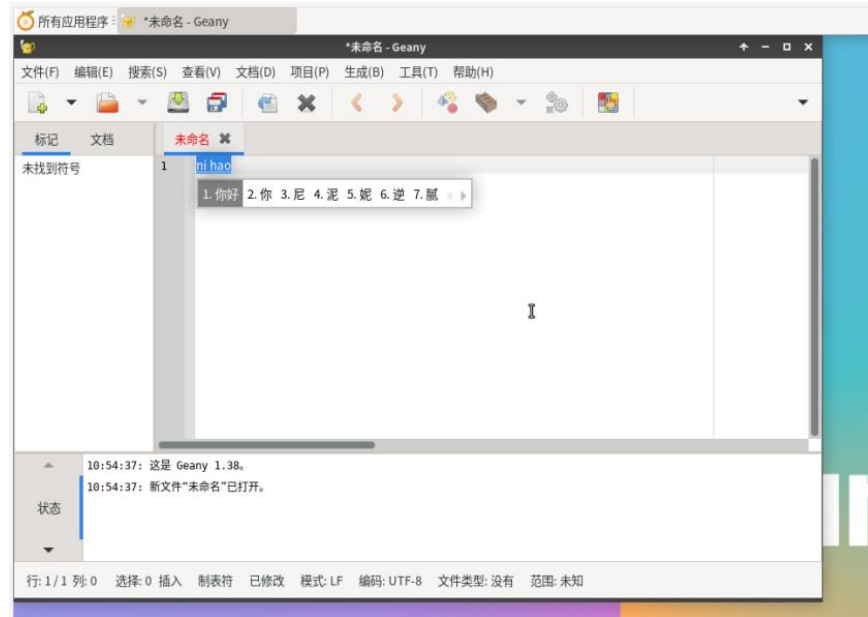 所有应用程序 *未命名 - Geany
*未命名 - Geany
文件(F) 编辑(E) 搜索(S) 查看(V) 文档(D) 项目(P) 生成(B) 工具(T) 帮助(H)
标记 文档 未命名
未找到符号 1 ni hao
1. 你好 2. 你 3. 尼 4. 泥 5. 妮 6. 逆 7. 腻
10:54:37: 这是 Geany 1.38。
10:54:37: 新文件“未命名”已打开。
状态
行: 1 / 1 列: 0 选择: 0 插入 制表符 已修改 模式: LF 编码: UTF-8 文件类型: 没有 范围: 未知